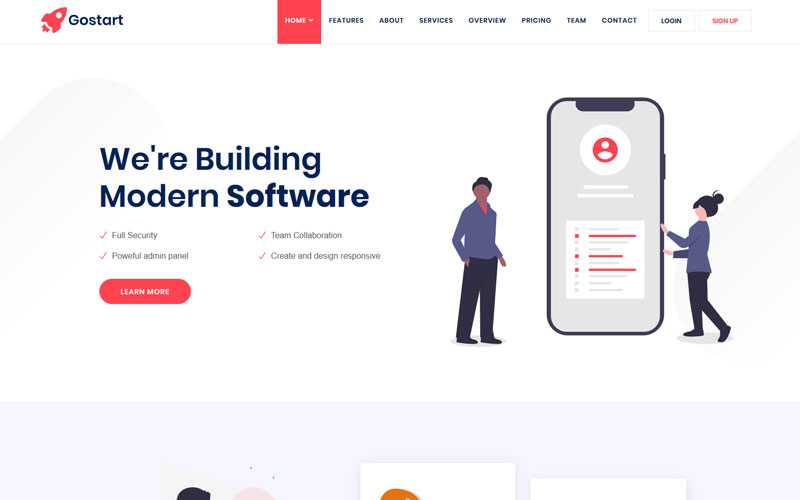 Gostart
HOME FEATURES ABOUT SERVICES OVERVIEW PRICING TEAM CONTACT LOGIN SIGN UP
We're Building
Modern Software
Full Security Team Collaboration
Poweful admin panel Create and design responsive
LEARN MORE